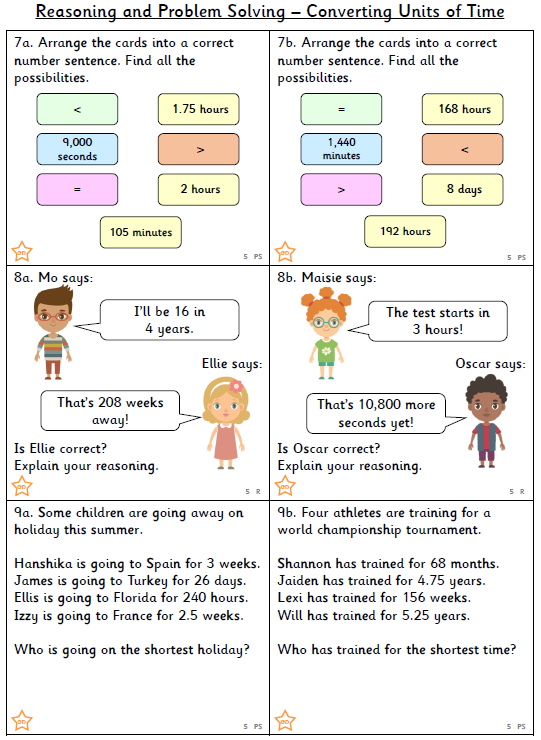 Reasoning and Problem Solving – Converting Units of Time
7a. Arrange the cards into a correct
number sentence. Find all the
possibilities.
<
1.75 hours
9,000
seconds
>
=
2 hours
105 minutes
GD
5 PS
7b. Arrange the cards into a correct
number sentence. Find all the
possibilities.
=
168 hours
1,440
minutes
<
>
8 days
192 hours
GD
5 PS
8a. Mo says:
I’ll be 16 in
4 years.
Ellie says:
That’s 208 weeks
away!
Is Ellie correct?
Explain your reasoning.
GD
5 R
8b. Maisie says:
The test starts in
3 hours!
Oscar says:
That’s 10,800 more
seconds yet!
Is Oscar correct?
Explain your reasoning.
GD
5 R
9a. Some children are going away on
holiday this summer.
Hanshika is going to Spain for 3 weeks.
James is going to Turkey for 26 days.
Ellis is going to Florida for 240 hours.
Izzy is going to France for 2.5 weeks.
Who is going on the shortest holiday?
GD
5 PS
9b. Four athletes are training for a
world championship tournament.
Shannon has trained for 68 months.
Jaiden has trained for 4.75 years.
Lexi has trained for 156 weeks.
Will has trained for 5.25 years.
Who has trained for the shortest time?
GD
5 PS